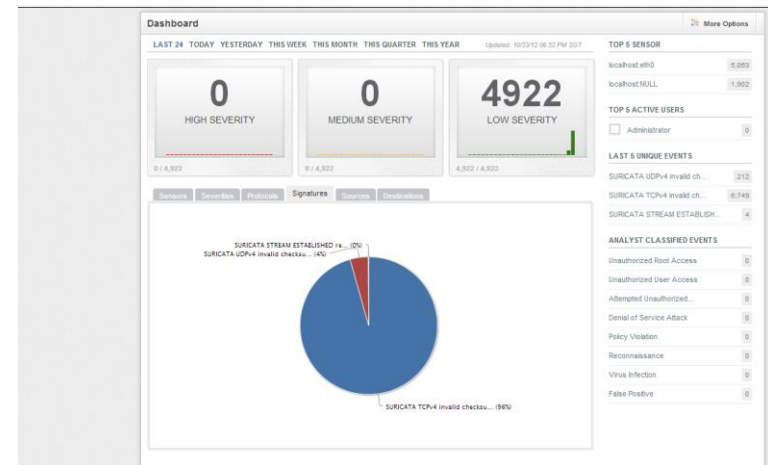 Dashboard
More Options
LAST 24 TODAY YESTERDAY THIS WEEK THIS MONTH THIS QUARTER THIS YEAR
Updated: 10/23/12 06:32 PM
0
HIGH SEVERITY
0 / 4,922
0
MEDIUM SEVERITY
0 / 4,922
4922
LOW SEVERITY
4,922 / 4,922
Sensors Severities Protocols Signatures Sources Destinations
SURICATA STREAM ESTABLISHED re... (0%)
SURICATA UDPv4 invalid checksu... (4%)
SURICATA TCPv4 invalid checksu... (96%)
TOP 5 SENSOR
localhost:eth0
localhost:NULL
TOP 5 ACTIVE USERS
Administrator 0
LAST 5 UNIQUE EVENTS
SURICATA UDPv4 invalid ch... 212
SURICATA TCPv4 invalid ch... 6,749
SURICATA STREAM ESTABLISH... 4
ANALYST CLASSIFIED EVENTS
Unauthorized Root Access 0
Unauthorized User Access 0
Attempted Unauthorized... 0
Denial of Service Attack 0
Policy Violation 0
Reconnaissance 0
Virus Infection 0
False Positive 0